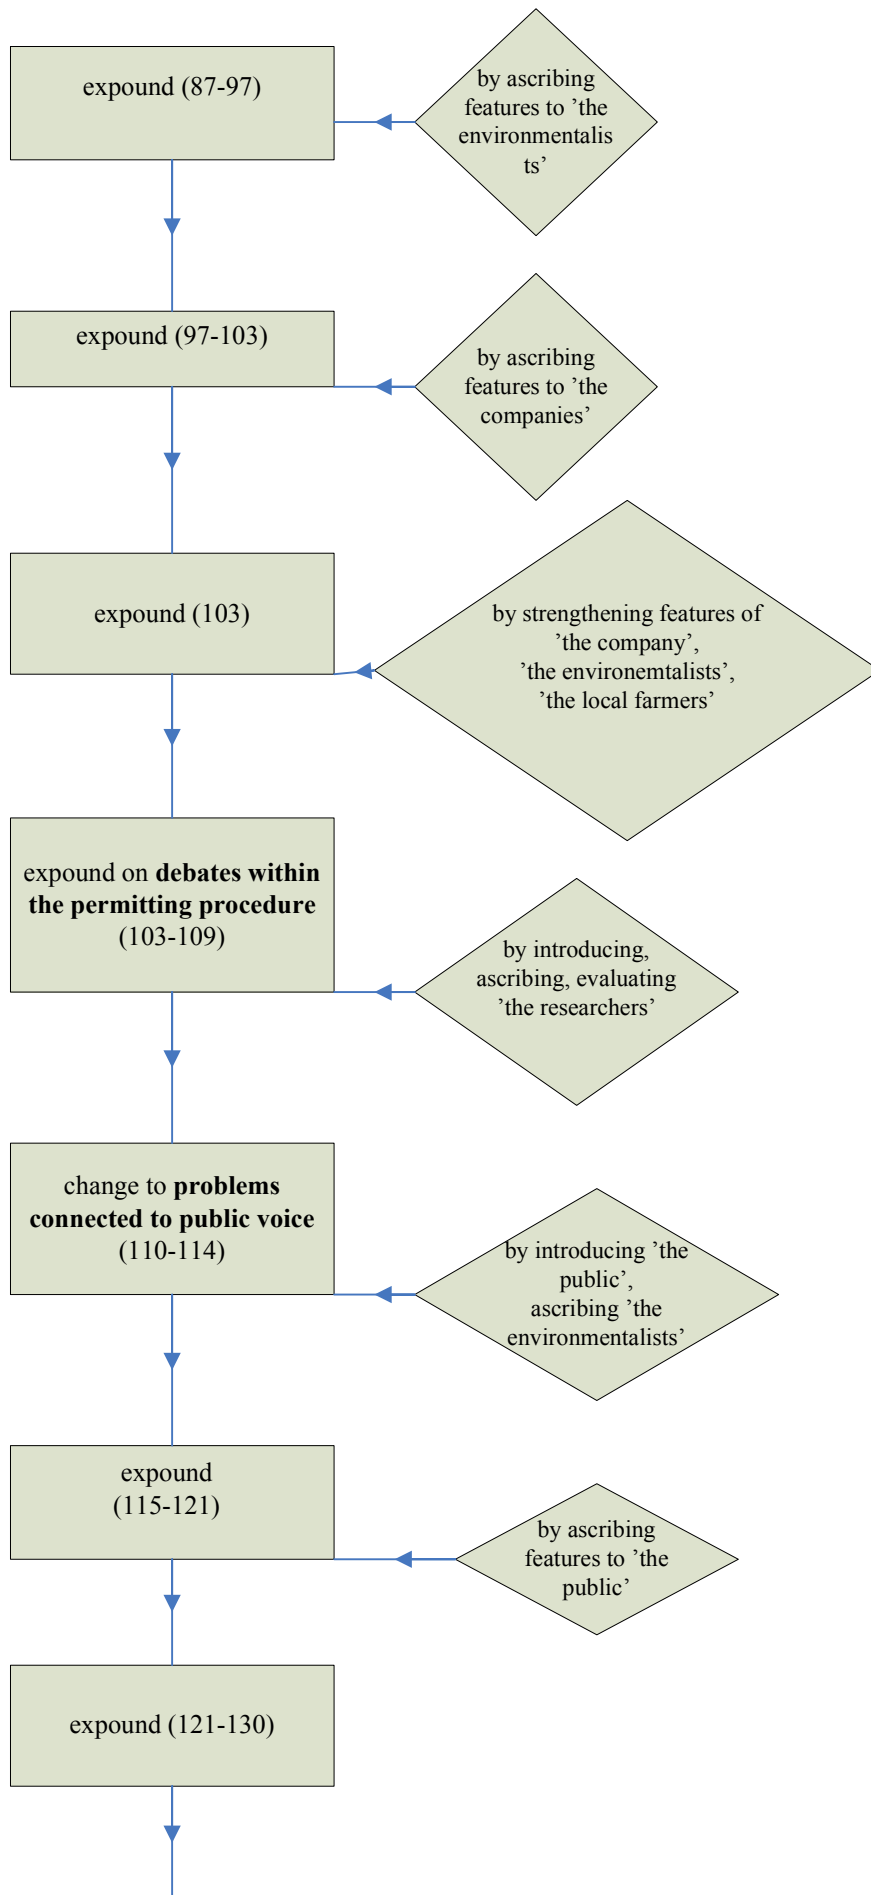 expound (87-97)
by ascribing
features to ’the
environmentalis
ts’
expound (97-103)
by ascribing
features to ’the
companies’
expound (103)
by strengthening features of
’the company’,
’the environemtalists’,
’the local farmers’
expound on debates within
the permitting procedure
(103-109)
by introducing,
ascribing, evaluating
’the researchers’
change to problems
connected to public voice
(110-114)
by introducing ’the
public’,
ascribing ’the
environmentalists’
expound
(115-121)
by ascribing
features to ’the
public’
expound (121-130)